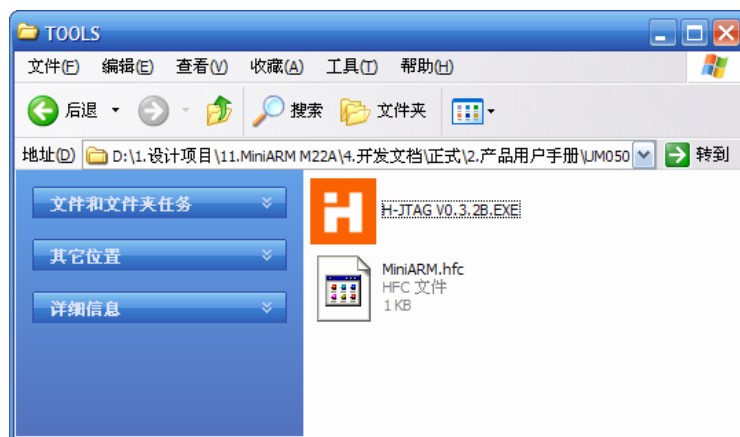 TOOLS
文件(F) 编辑(E) 查看(V) 收藏(A) 工具(T) 帮助(H)
后退 搜索 文件夹
地址(D) D:\1.设计项目\11.MiniARM M22A\4.开发文档\正式\2.产品用户手册\UM050 转到
文件和文件夹任务
其它位置
详细信息
H-JTAG V0.3.2B.EXE
MiniARM.hfc
HFC 文件
1 KB